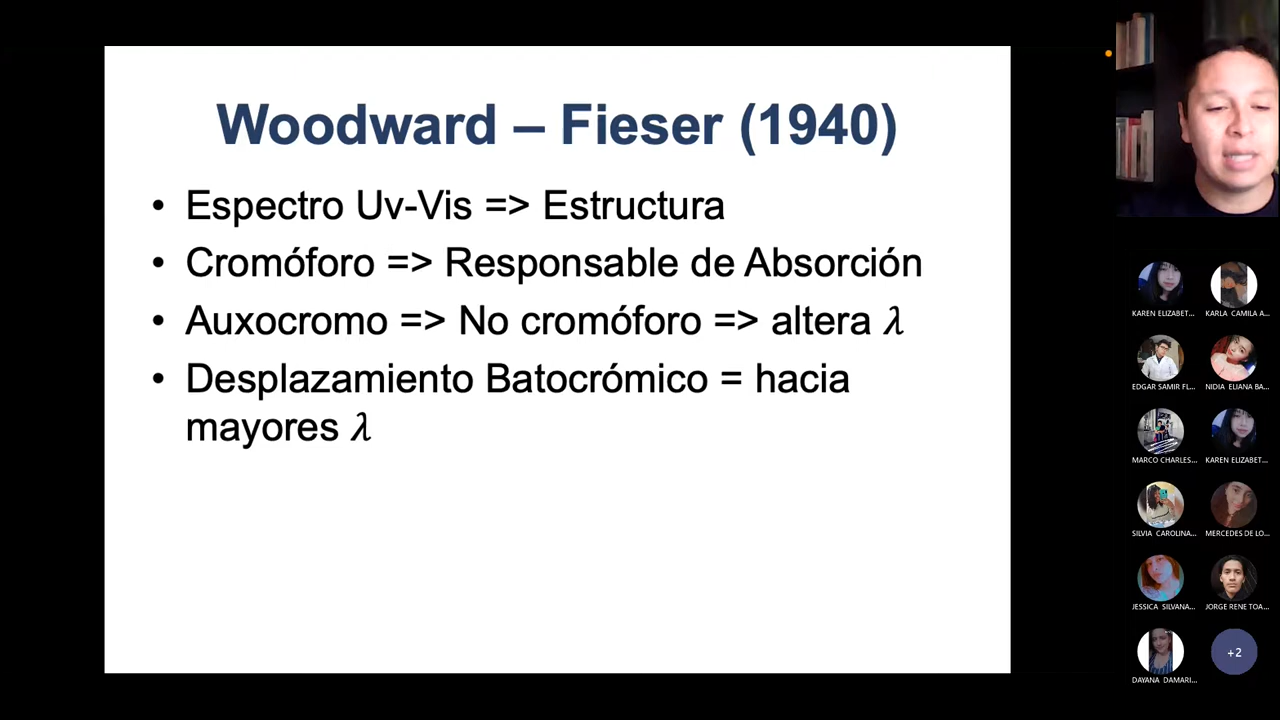 Woodward – Fieser (1940)
• Espectro Uv-Vis => Estructura
• Cromóforo => Responsable de Absorción
• Auxocromo => No cromóforo => altera λ
• Desplazamiento Batocrómico = hacia
mayores λ
KAREN ELIZABET...
KARLA CAMILA A...
EDGAR SAMIR FL...
NIDIA ELIANA BA...
MARCO CHARLES...
KAREN ELIZABET...
SILVIA CAROLINA...
MERCEDES DE LO...
JESSICA SILVANA...
JORGE RENE TOA...
DAYANA DAMARI...
+2